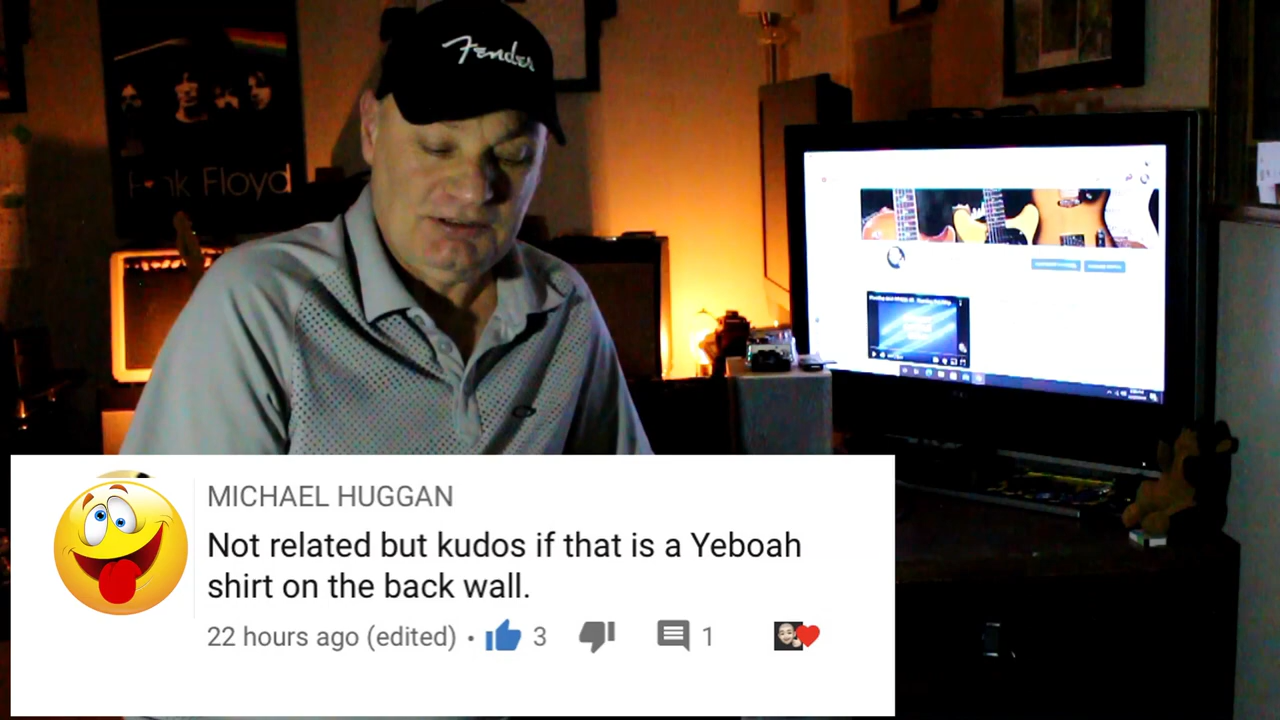 Fender
Pink Floyd
MICHAEL HUGGAN
Not related but kudos if that is a Yeboah
shirt on the back wall.
22 hours ago (edited) • 3 1